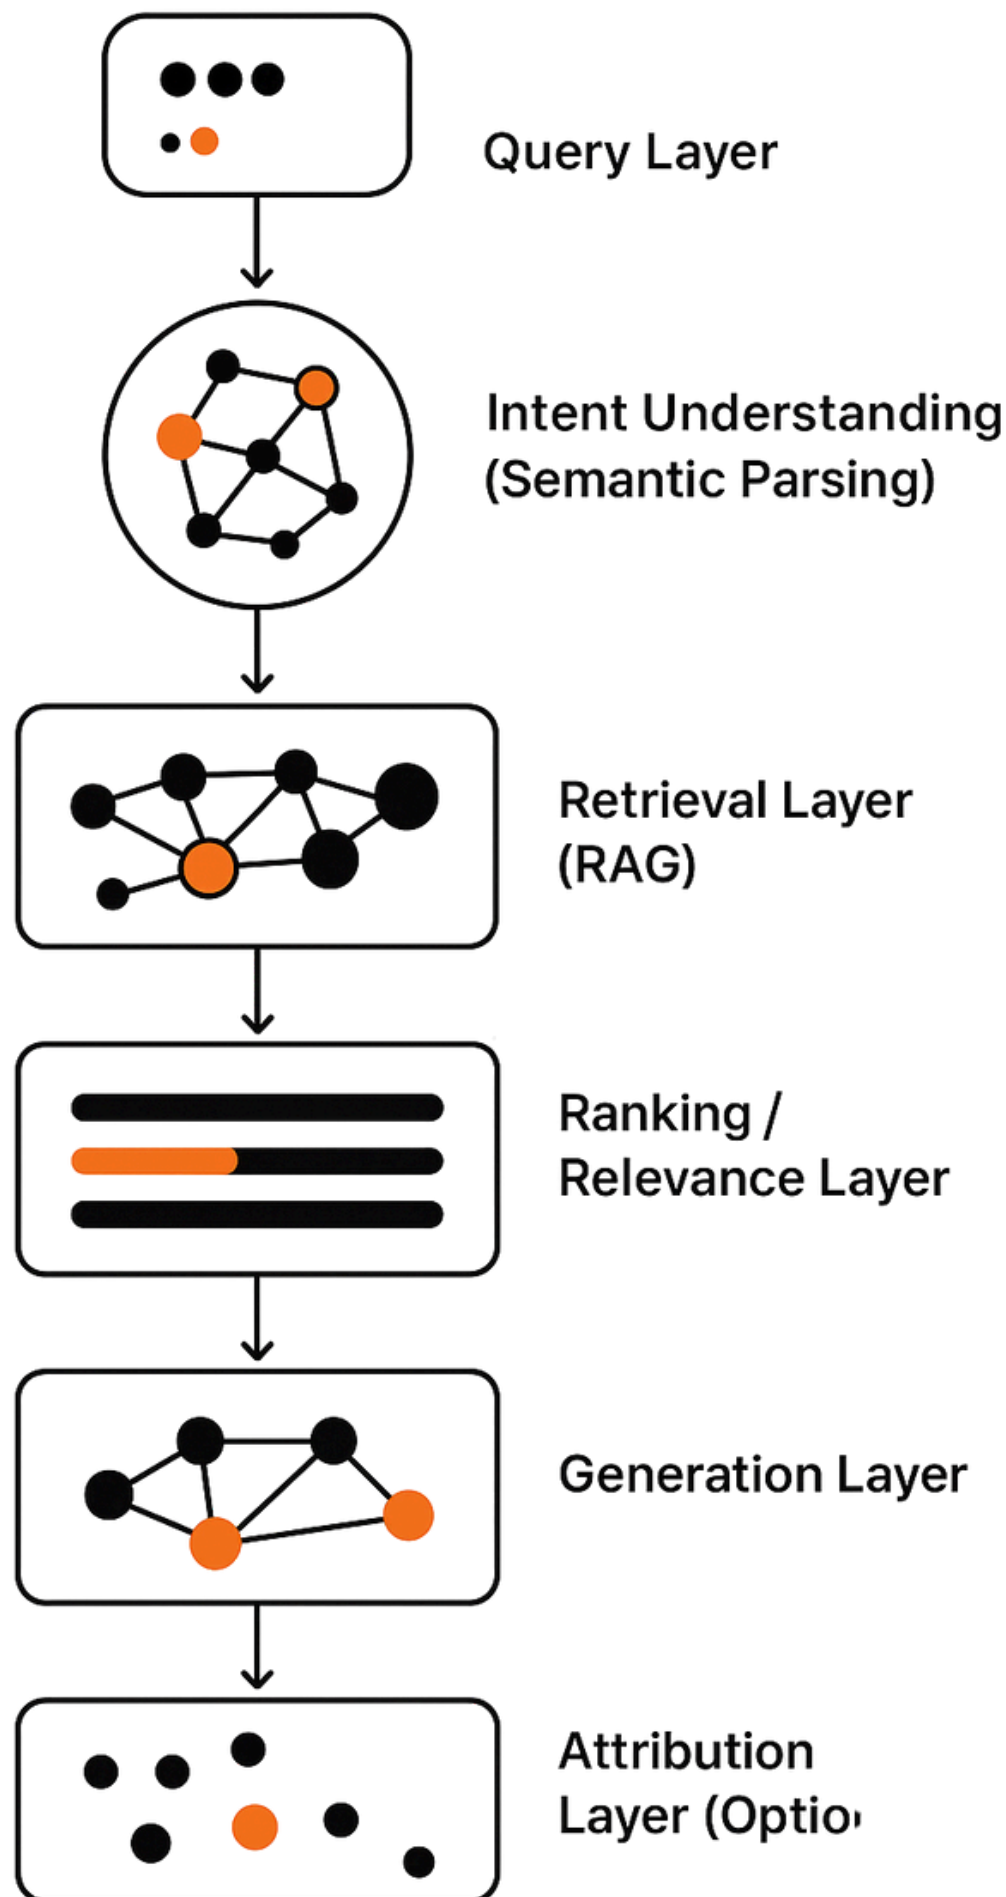 Query Layer
Intent Understanding
(Semantic Parsing)
Retrieval Layer
(RAG)
Ranking /
Relevance Layer
Generation Layer
Attribution
Layer